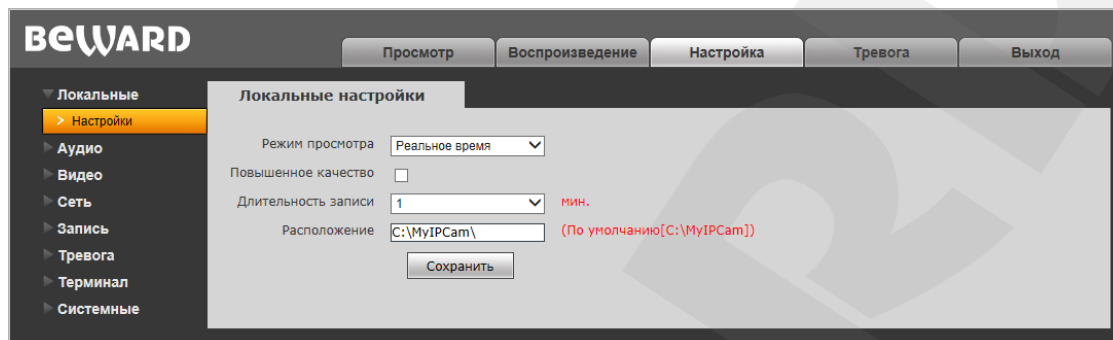 BEWARD
Просмотр Воспроизведение Настройка Тревога Выход
Локальные
> Настройки
Аудио
Видео
Сеть
Запись
Тревога
Терминал
Системные
Локальные настройки
Режим просмотра Реальное время
Повышенное качество
Длительность записи 1 мин.
Расположение C:\MyIPCam\ (По умолчанию[C:\MyIPCam])
Сохранить